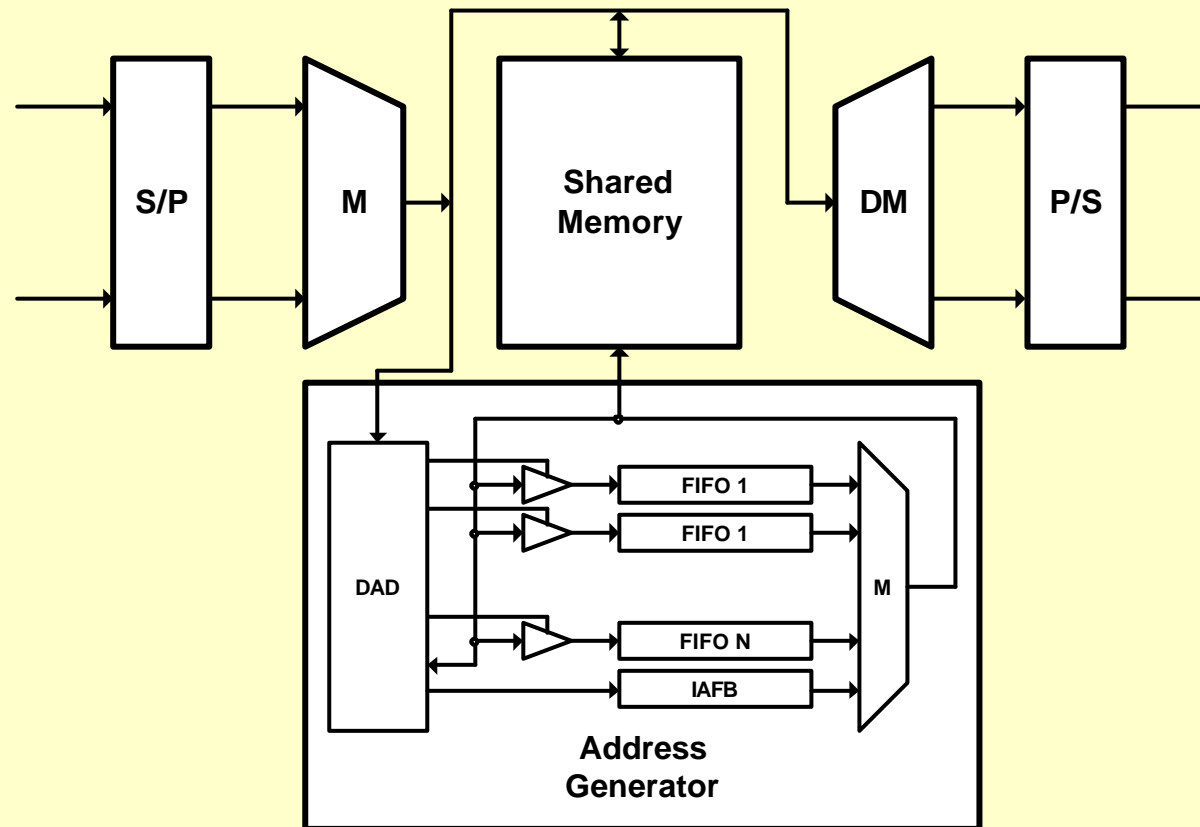 S/P
M
Shared
Memory
DM
P/S
DAD
FIFO 1
FIFO 1
FIFO N
IAFB
M
Address
Generator